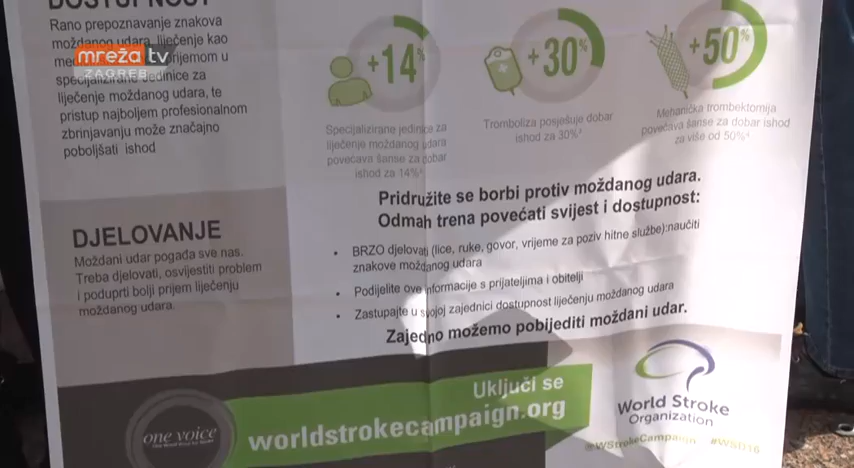 DOSTUPNOST
Rano prepoznavanje znakova
moždanog udara, liječenje kao
prijemom u
specijalizirane jedinice za
liječenje moždanog udara, te
pristup najboljem profesionalnom
zbrinjavanju može značajno
poboljšati ishod
mreža tv
ZAGREB
+14%
Specijalizirane jedinice za
liječenje moždanog udara
povećava šanse za dobar
ishod za 14%
+30%
Tromboliza posješuje dobar
ishod za 30%
+50%
Mehanička trombektomija
povećava šanse za dobar ishod
za više od 50%
DJELOVANJE
Moždani udar pogađa sve nas.
Treba djelovati, osvijestiti problem
i poduprti bolji prijem liječenju
moždanog udara.
Pridružite se borbi protiv moždanog udara.
Odmah trena povećati svijest i dostupnost:
• BRZO djelovati (lice, ruke, govor, vrijeme za poziv hitne službe):naučiti
znakove moždanog udara
• Podijelite ove informacije s prijateljima i obitelji
• Zastupajte u svojoj zajednici dostupnost liječenju moždanog udara
Zajedno možemo pobijediti moždani udar.
one voice
Uključi se
worldstrokecampaign.org
World Stroke
Organization
@WStrokeCampaign #WSD16